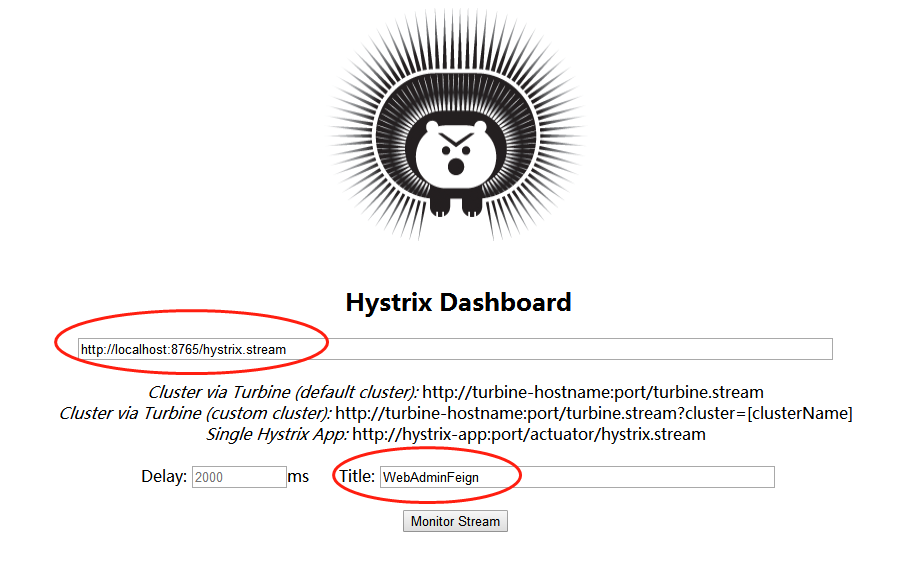 Hystrix Dashboard
http://localhost:8765/hystrix.stream
Cluster via Turbine (default cluster): http://turbine-hostname:port/turbine.stream
Cluster via Turbine (custom cluster): http://turbine-hostname:port/turbine.stream?cluster=[clusterName]
Single Hystrix App: http://hystrix-app:port/actuator/hystrix.stream
Delay: 2000 ms Title: WebAdminFeign
Monitor Stream